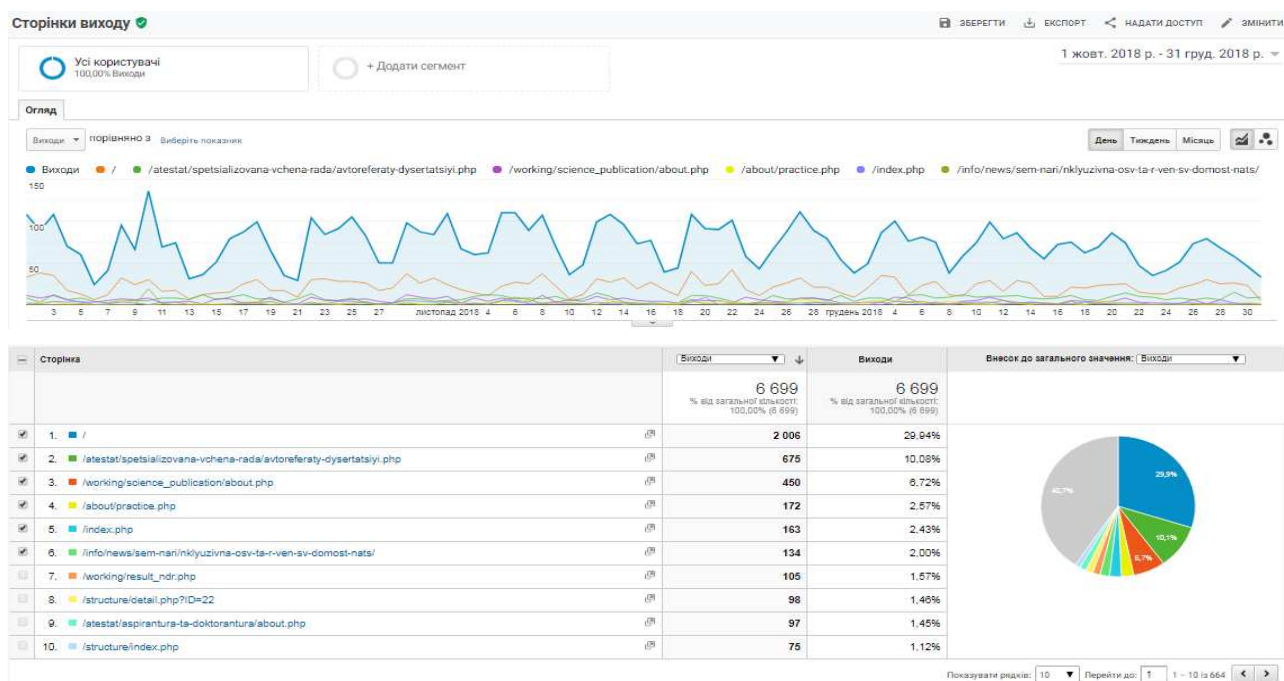 Сторінки виходу
ЗБЕРЕГТИ ЕКСПОРТ НАДАТИ ДОСТУП ЗМІНИТИ
Усі користувачі
100,00% Виходи
+ Додати сегмент
1 жовт. 2018 р. - 31 груд. 2018 р.
Огляд
Виходи порівняно з Виберіть показник
День Тиждень Місяць
Виходи / /atestat/spetsializovana-vchena-rada/avtoreferaty-dysertatsiyi.php /working/science_publication/about.php /about/practice.php /index.php /info/news/sem-nari/nklyuzivna-osv-ta-r-ven-sv-domost-nats/
150
100
50
3 5 7 9 11 13 15 17 19 21 23 25 27 листопад 2018 4 6 8 10 12 14 16 18 20 22 24 26 28 грудень 2018 4 6 8 10 12 14 16 18 20 22 24 26 28 30
Сторінка Виходи Виходи Внесок до загального значення: Виходи
6 699 6 699
% від загальної кількості: % від загальної кількості:
100,00% (6 699) 100,00% (6 699)
1. / 2 006 29,94%
2. /atestat/spetsializovana-vchena-rada/avtoreferaty-dysertatsiyi.php 675 10,08%
3. /working/science_publication/about.php 450 6,72%
4. /about/practice.php 172 2,57%
5. /index.php 163 2,43%
6. /info/news/sem-nari/nklyuzivna-osv-ta-r-ven-sv-domost-nats/ 134 2,00%
7. /working/result_ndr.php 105 1,57%
8. /structure/detail.php?ID=22 98 1,46%
9. /atestat/aspirantura-ta-doktorantura/about.php 97 1,45%
10. /structure/index.php 75 1,12%
29,9%
10,1%
6,7%
Показувати рядків: 10 Перейти до: 1 1 – 10 із 664